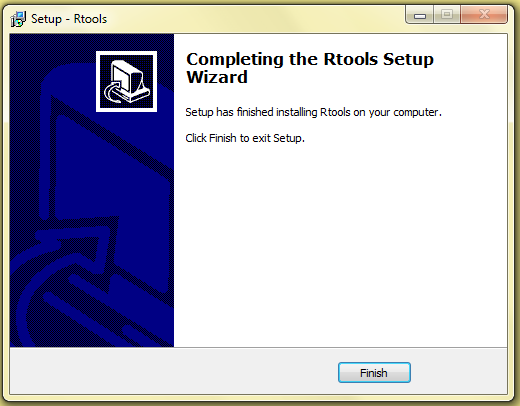 Setup - Rtools
Completing the Rtools Setup
Wizard
Setup has finished installing Rtools on your computer.
Click Finish to exit Setup.
Finish